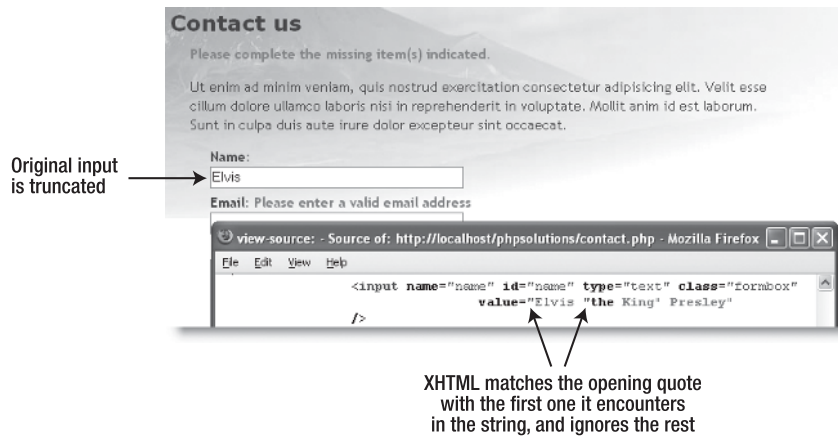 Contact us
Please complete the missing item(s) indicated.
Ut enim ad minim veniam, quis nostrud exercitation consectetur adipisicing elit. Velit esse
cillum dolore ullamco laboris nisi in reprehenderit in voluptate. Mollit anim id est laborum.
Sunt in culpa duis aute irure dolor excepteur sint occaecat.
Name:
Original input
is truncated
Elvis
Email: Please enter a valid email address
view-source: - Source of: http://localhost/phpsolutions/contact.php - Mozilla Firefox
File Edit View Help
<input name="name" id="name" type="text" class="formbox"
value="Elvis "the King" Presley"
/>
XHTML matches the opening quote
with the first one it encounters
in the string, and ignores the rest